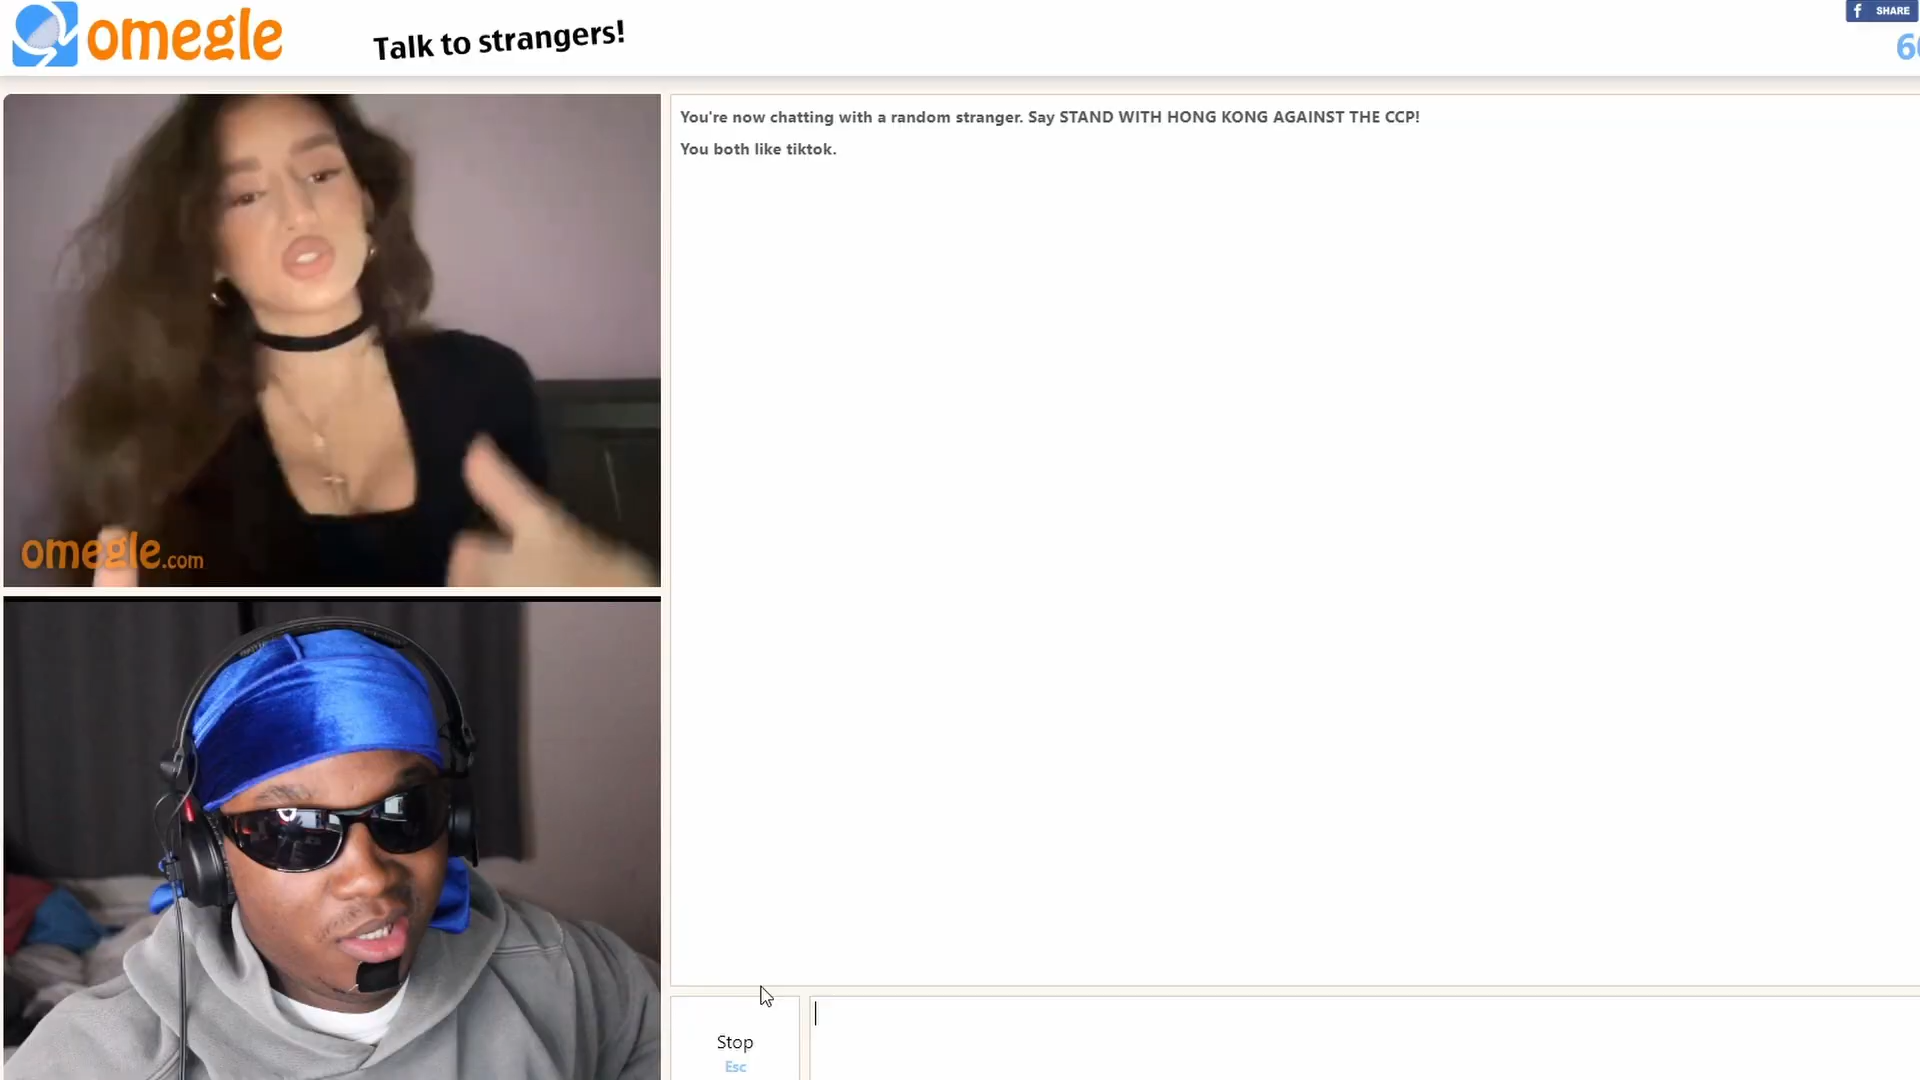 omegle
Talk to strangers!
f SHARE
You're now chatting with a random stranger. Say STAND WITH HONG KONG AGAINST THE CCP!
You both like tiktok.
omegle.com
Stop
Esc